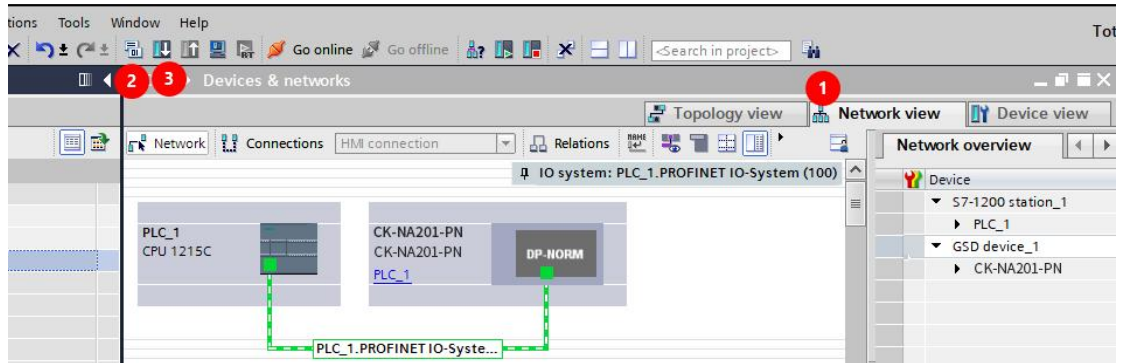 tions Tools Window Help
Tot
Go online Go offline <Search in project>
2 3 Devices & networks
1
Topology view Network view Device view
Network Connections HMI connection Relations Network overview
IO system: PLC_1.PROFINET IO-System (100)
Device
S7-1200 station_1
PLC_1
GSD device_1
CK-NA201-PN
PLC_1
CPU 1215C
CK-NA201-PN
CK-NA201-PN
PLC_1
DP-NORM
PLC_1.PROFINET IO-Syste...